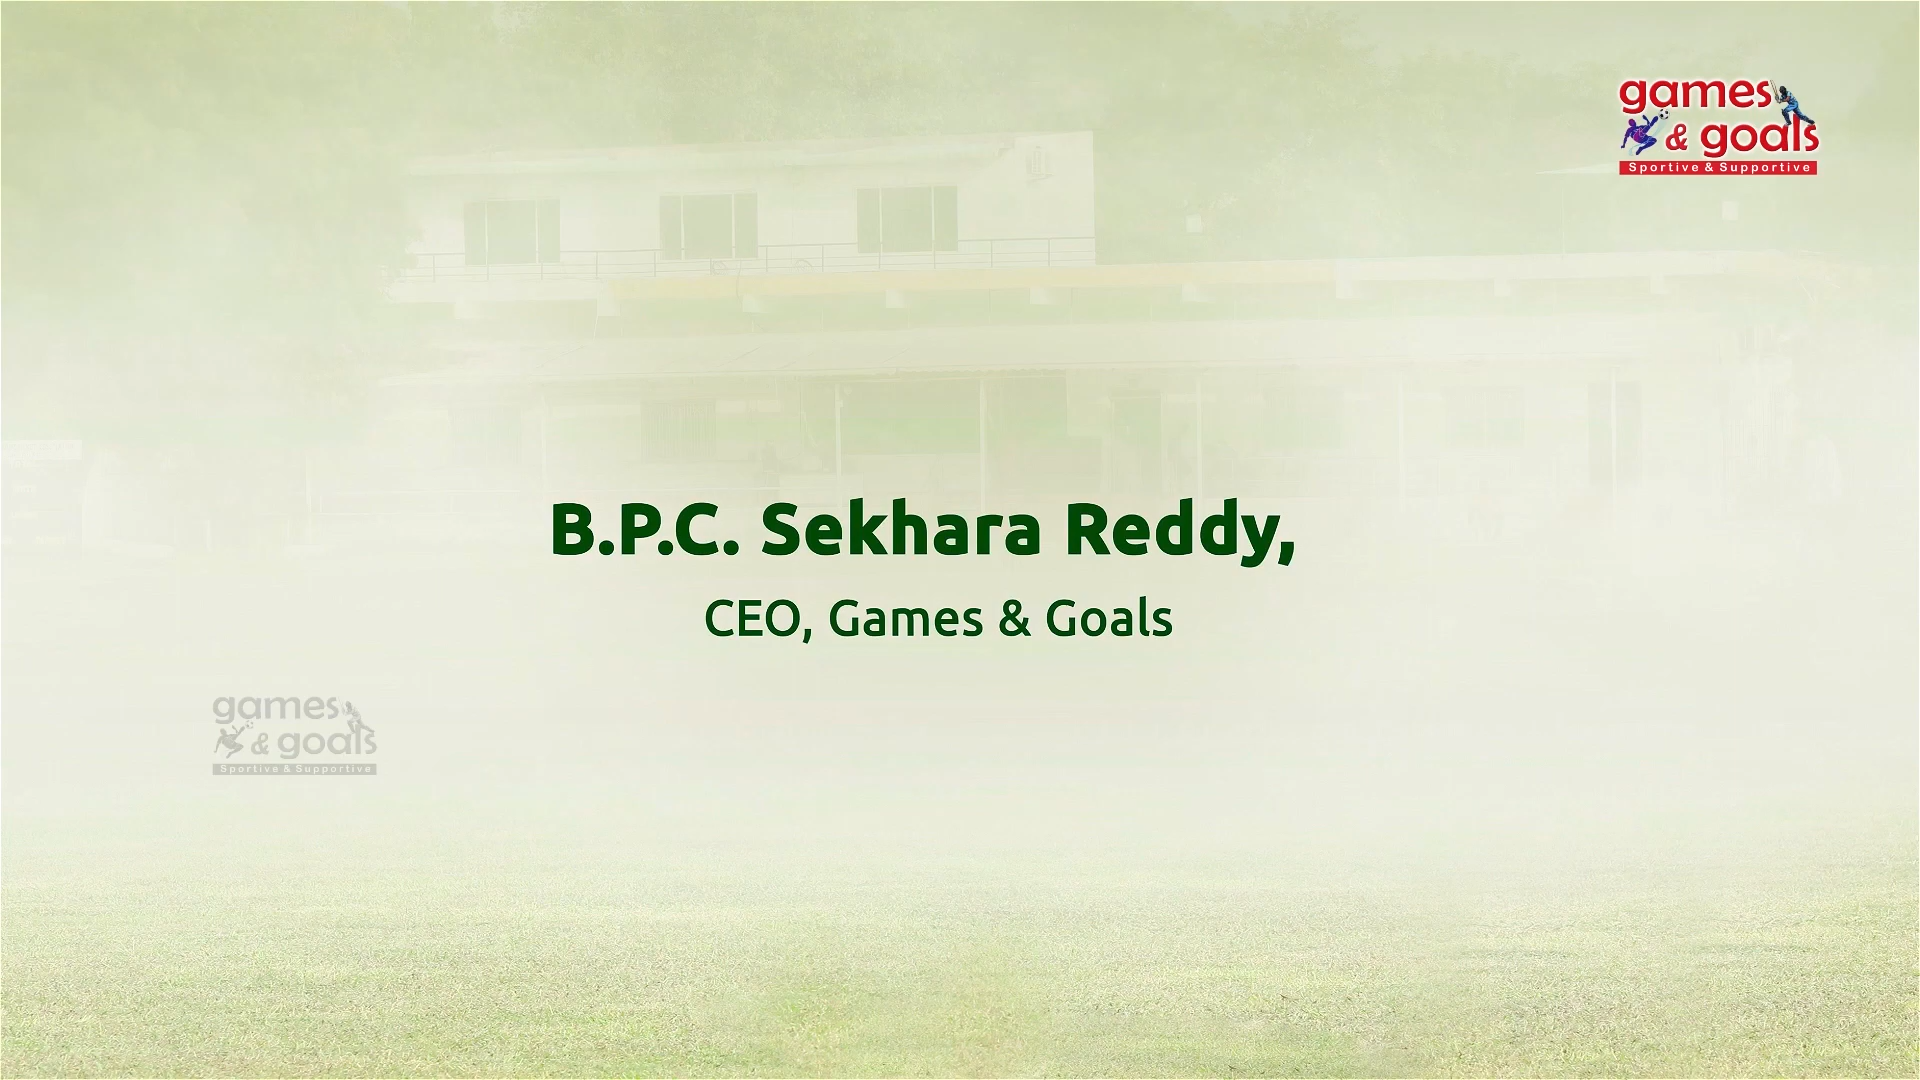 games
& goals
Sportive & Supportive
B.P.C. Sekhara Reddy,
CEO, Games & Goals
games
& goals
Sportive & Supportive